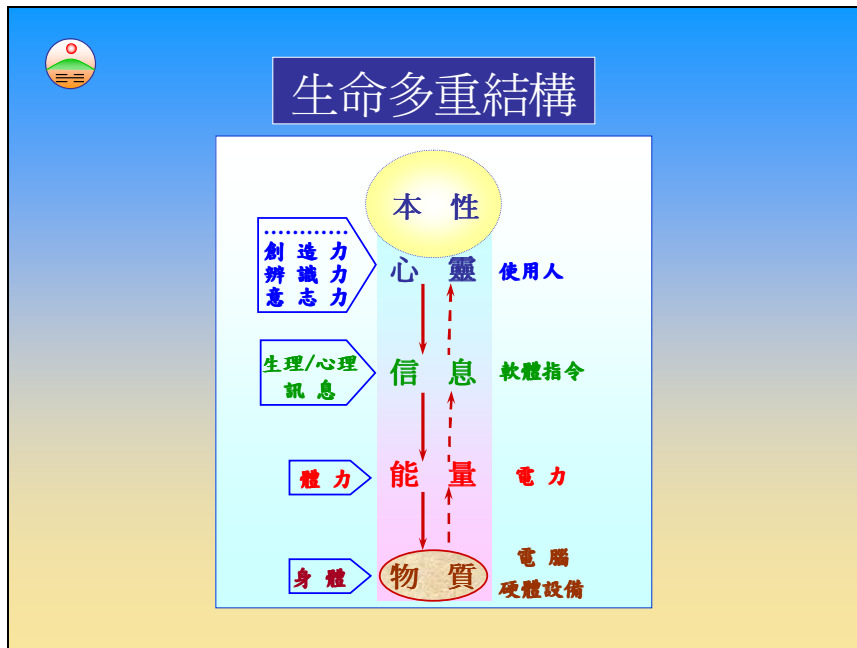 生命多重結構
本 性
…………
創 造 力
辨 識 力
意 志 力
心 靈
使用人
生理/心理
訊 息
信 息
軟體指令
體 力
能 量
電 力
身 體
物 質
電 腦
硬體設備